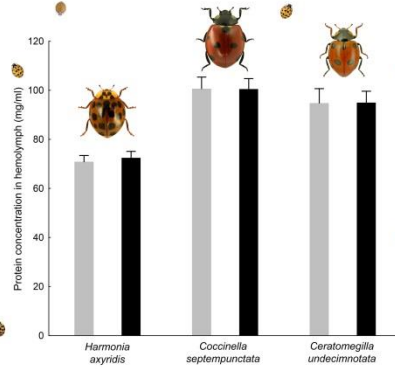 Protein concentration in hemolymph (mg/ml)
120
100
80
60
40
20
0
Harmonia
axyridis
Coccinella
septempunctata
Ceratomegilla
undecimnotata